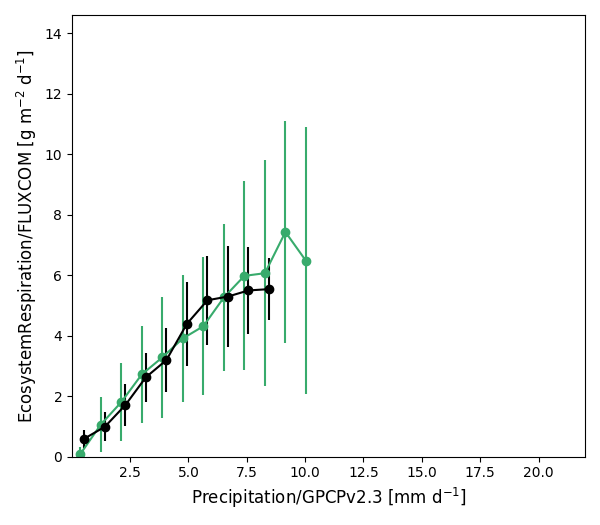 14
12
10
8
6
4
2
0
EcosystemRespiration/FLUXCOM [g m⁻² d⁻¹]
2.5 5.0 7.5 10.0 12.5 15.0 17.5 20.0
Precipitation/GPCPv2.3 [mm d⁻¹]